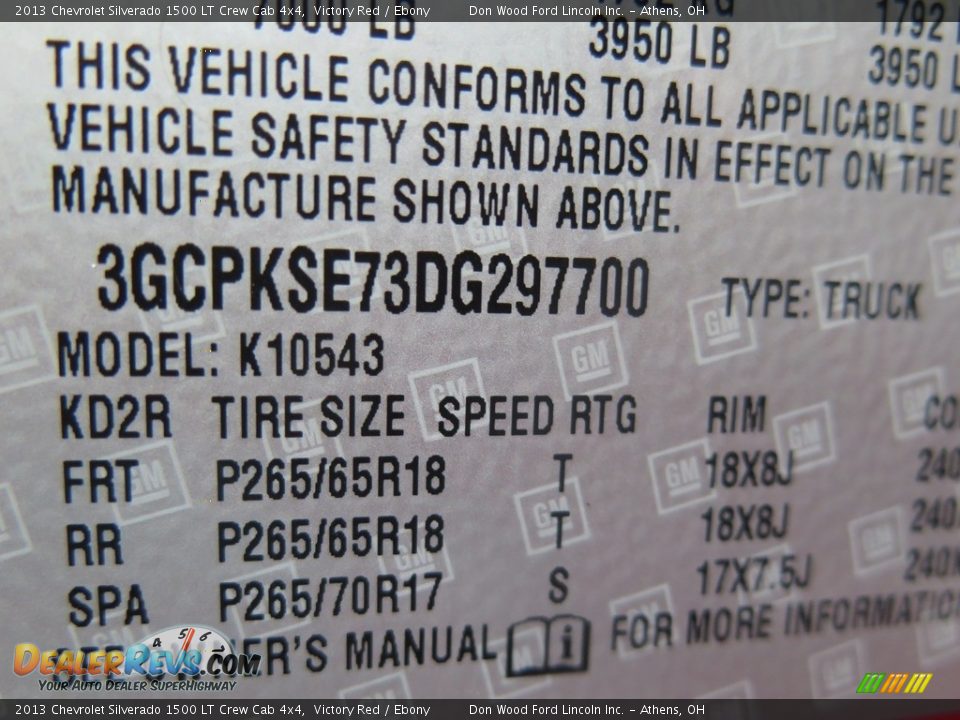 2013 Chevrolet Silverado 1500 LT Crew Cab 4x4, Victory Red / Ebony Don Wood Ford Lincoln Inc. - Athens, OH
LB
3950 LB 3950
1792
THIS VEHICLE CONFORMS TO ALL APPLICABLE
VEHICLE SAFETY STANDARDS IN EFFECT ON THE
MANUFACTURE SHOWN ABOVE.
3GCPKSE73DG297700 TYPE: TRUCK
MODEL: K10543
KD2R TIRE SIZE SPEED RTG RIM
FRT P265/65R18 T 18X8J
RR P265/65R18 T 18X8J
SPA P265/70R17 S 17X7.5J
MANUAL i FOR MORE
GM
DEALERREVS.COM
YOUR AUTO DEALER SUPERHIGHWAY
2013 Chevrolet Silverado 1500 LT Crew Cab 4x4, Victory Red / Ebony Don Wood Ford Lincoln Inc. - Athens, OH